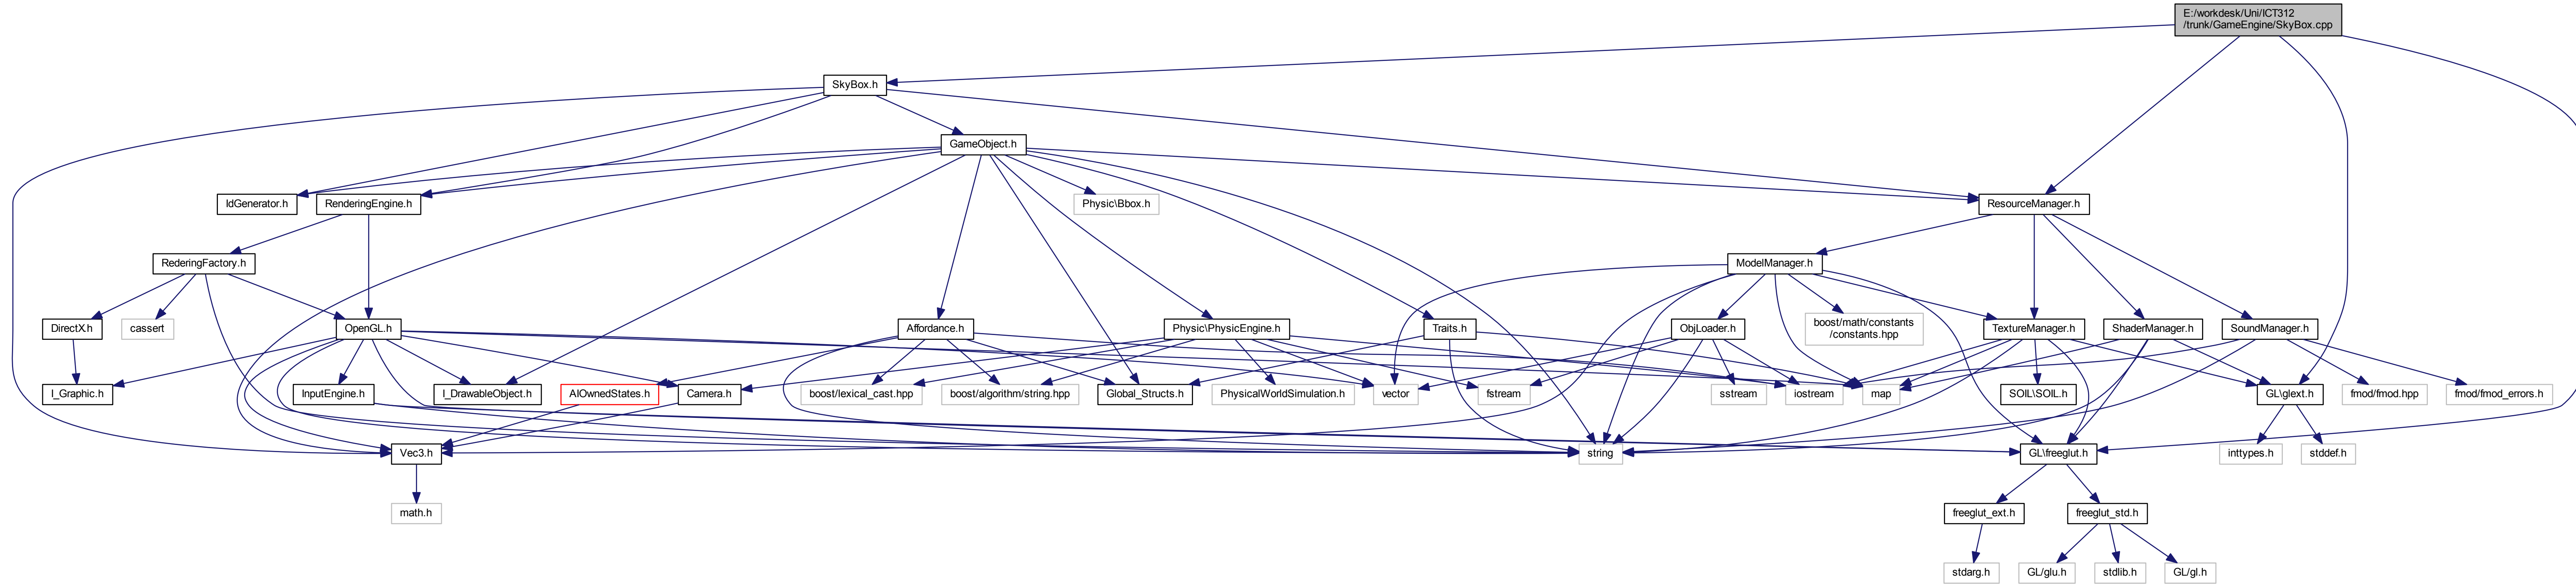 E:/workdesk/Uni/ICT312
/trunk/GameEngine/SkyBox.cpp
SkyBox.h
GameObject.h
IdGenerator.h
RenderingEngine.h
Physic\Bbox.h
ResourceManager.h
RederingFactory.h
ModelManager.h
DirectX.h
cassert
OpenGL.h
Affordance.h
Physic\PhysicEngine.h
Traits.h
ObjLoader.h
boost/math/constants
/constants.hpp
TextureManager.h
ShaderManager.h
SoundManager.h
I_Graphic.h
InputEngine.h
I_DrawableObject.h
AIOwnedStates.h
Camera.h
boost/lexical_cast.hpp
boost/algorithm/string.hpp
Global_Structs.h
PhysicalWorldSimulation.h
vector
fstream
sstream
iostream
map
SOIL\SOIL.h
GL\glext.h
fmod/fmod.hpp
fmod/fmod_errors.h
Vec3.h
string
GL\freeglut.h
inttypes.h
stddef.h
math.h
freeglut_ext.h
freeglut_std.h
stdarg.h
GL/glu.h
stdlib.h
GL/gl.h